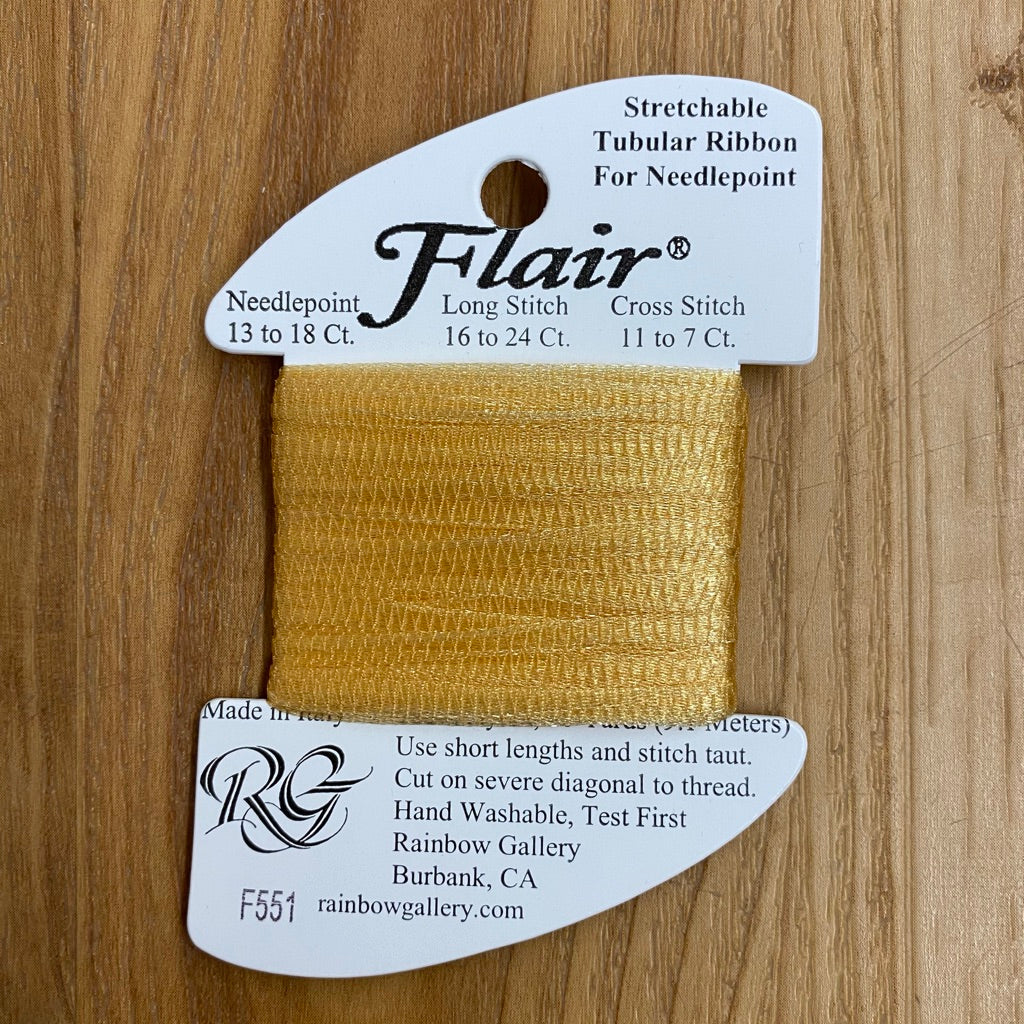 Stretchable
Tubular Ribbon
For Needlepoint
Flair®
Needlepoint Long Stitch Cross Stitch
13 to 18 Ct. 16 to 24 Ct. 11 to 7 Ct.
Made in Italy Yards Meters)
Use short lengths and stitch taut.
Cut on severe diagonal to thread.
Hand Washable, Test First
Rainbow Gallery
Burbank, CA
RG
F551 rainbowgallery.com